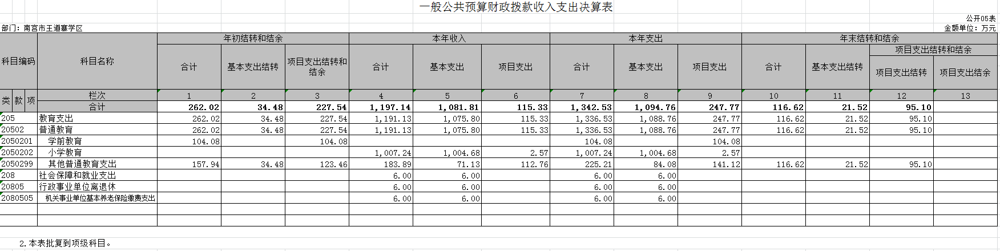 一般公共预算财政拨款收入支出决算表
公开05表
部门：南宫市王道寨学区 金额单位：万元
科目编码 科目名称 年初结转和结余 本年收入 本年支出 年末结转和结余
合计 基本支出结转 项目支出结转和结余 合计 基本支出 项目支出 合计 基本支出 项目支出 合计 基本支出结转 项目支出结转和结余
项目支出结转 项目支出结余
类 款 项 栏次 1 2 3 4 5 6 7 8 9 10 11 12 13
合计 262.02 34.48 227.54 1,197.14 1,081.81 115.33 1,342.53 1,094.76 247.77 116.62 21.52 95.10
205 教育支出 262.02 34.48 227.54 1,191.13 1,075.80 115.33 1,336.53 1,088.76 247.77 116.62 21.52 95.10
20502 普通教育 262.02 34.48 227.54 1,191.13 1,075.80 115.33 1,336.53 1,088.76 247.77 116.62 21.52 95.10
2050201 学前教育 104.08 104.08 104.08 104.08
2050202 小学教育 1,007.24 1,004.68 2.57 1,007.24 1,004.68 2.57
2050299 其他普通教育支出 157.94 34.48 123.46 183.89 71.13 112.76 225.21 84.08 141.12 116.62 21.52 95.10
208 社会保障和就业支出 6.00 6.00 6.00 6.00
20805 行政事业单位离退休 6.00 6.00 6.00 6.00
2080505 机关事业单位基本养老保险缴费支出 6.00 6.00 6.00 6.00
2.本表批复到项级科目。